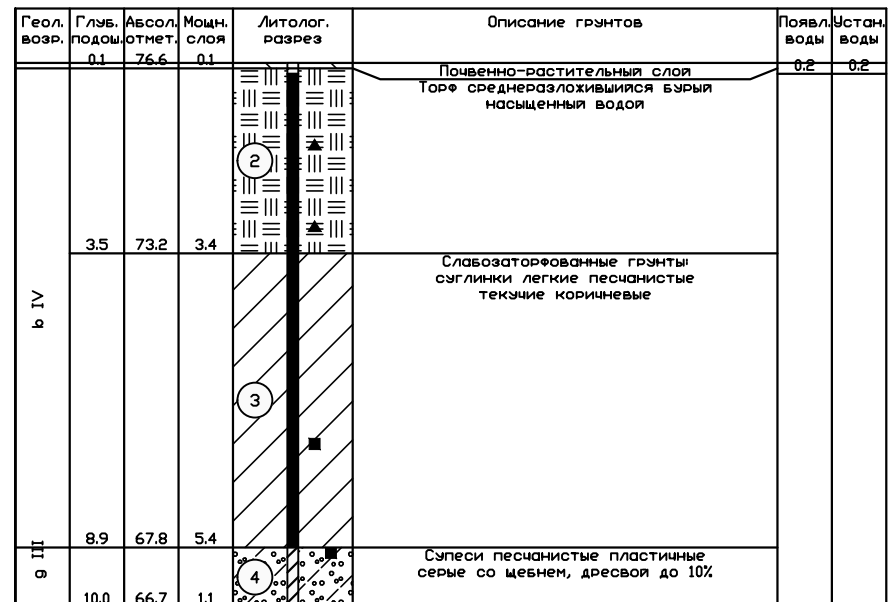 Геол. возр. Глуб. подош. Абсол. отмет. Мощн. слоя Литолог. разрез Описание грунтов Появл. воды Устан. воды
0.1 76.6 0.1 Почвенно-растительный слой 0.2 0.2
Торф среднеразложившийся бурый
насыщенный водой
2
3.5 73.2 3.4
Слабозаторфованные грунты:
суглинки легкие песчанистые
текучие коричневые
b IV
3
8.9 67.8 5.4
g III
Супеси песчанистые пластичные
серые со щебнем, дресвой до 10%
4
10.0 66.7 1.1